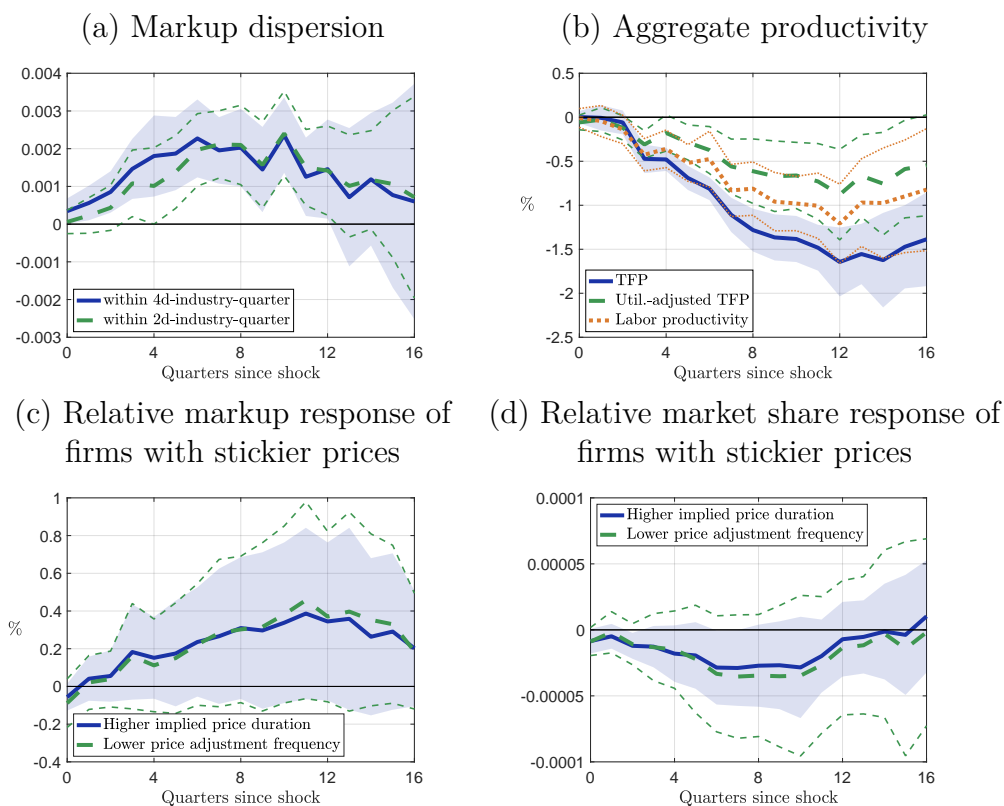 (a) Markup dispersion
0.004
0.003
0.002
0.001
0
-0.001
-0.002
-0.003
within 4d-industry-quarter
within 2d-industry-quarter
0 4 8 12 16
Quarters since shock
(b) Aggregate productivity
0.5
0
-0.5
-1
-1.5
-2
-2.5
%
TFP
Util.-adjusted TFP
Labor productivity
0 4 8 12 16
Quarters since shock
(c) Relative markup response of
firms with stickier prices
1
0.8
0.6
0.4
0.2
0
-0.2
-0.4
%
Higher implied price duration
Lower price adjustment frequency
0 4 8 12 16
Quarters since shock
(d) Relative market share response of
firms with stickier prices
0.0001
0.00005
0
-0.00005
-0.0001
Higher implied price duration
Lower price adjustment frequency
0 4 8 12 16
Quarters since shock